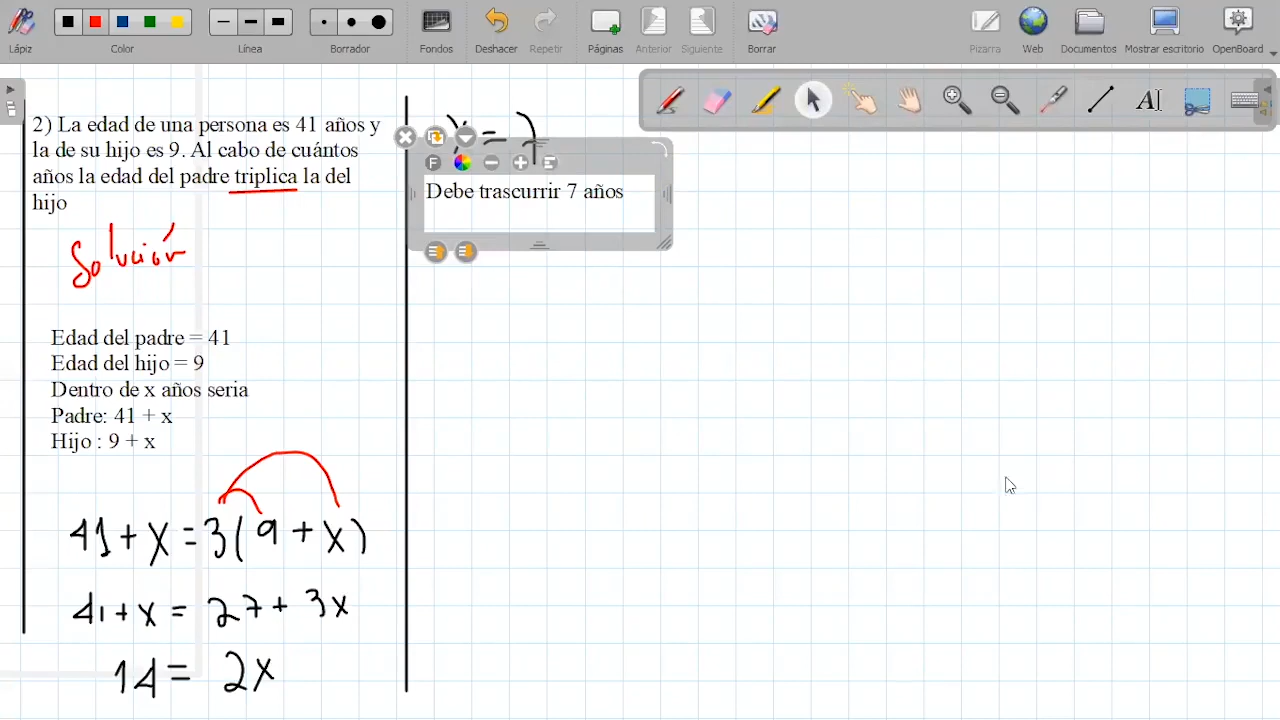 Lápiz
Color
Línea
Borrador
Fondos
Deshacer
Repetir
Páginas
Anterior
Siguiente
Borrar
Pizarra
Web
Documentos
Mostrar escritorio
OpenBoard
2) La edad de una persona es 41 años y
la de su hijo es 9. Al cabo de cuántos
años la edad del padre triplica la del
hijo
Solución
Edad del padre = 41
Edad del hijo = 9
Dentro de x años seria
Padre: 41 + x
Hijo : 9 + x
41 + x = 3(9 + x)
41 + x = 27 + 3x
14 = 2x
x = 7
F
Debe trascurrir 7 años
AI